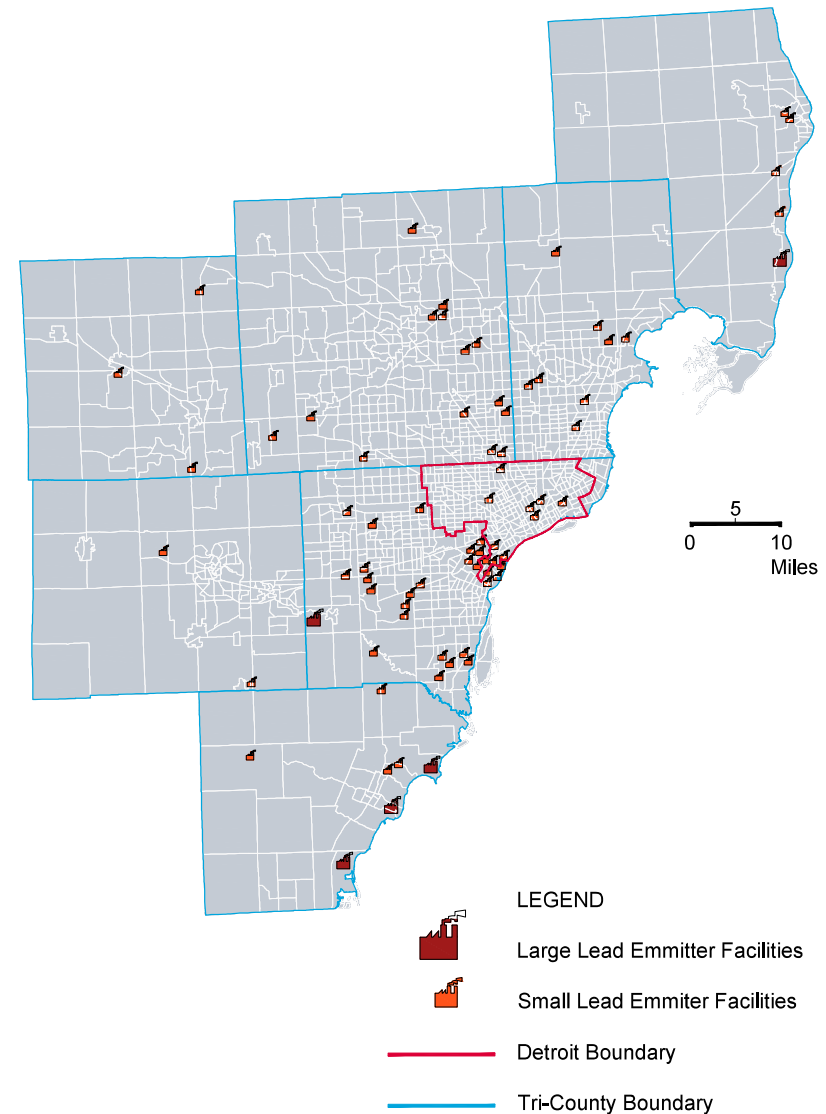 5
0 10
Miles
LEGEND
Large Lead Emmitter Facilities
Small Lead Emmiter Facilities
Detroit Boundary
Tri-County Boundary